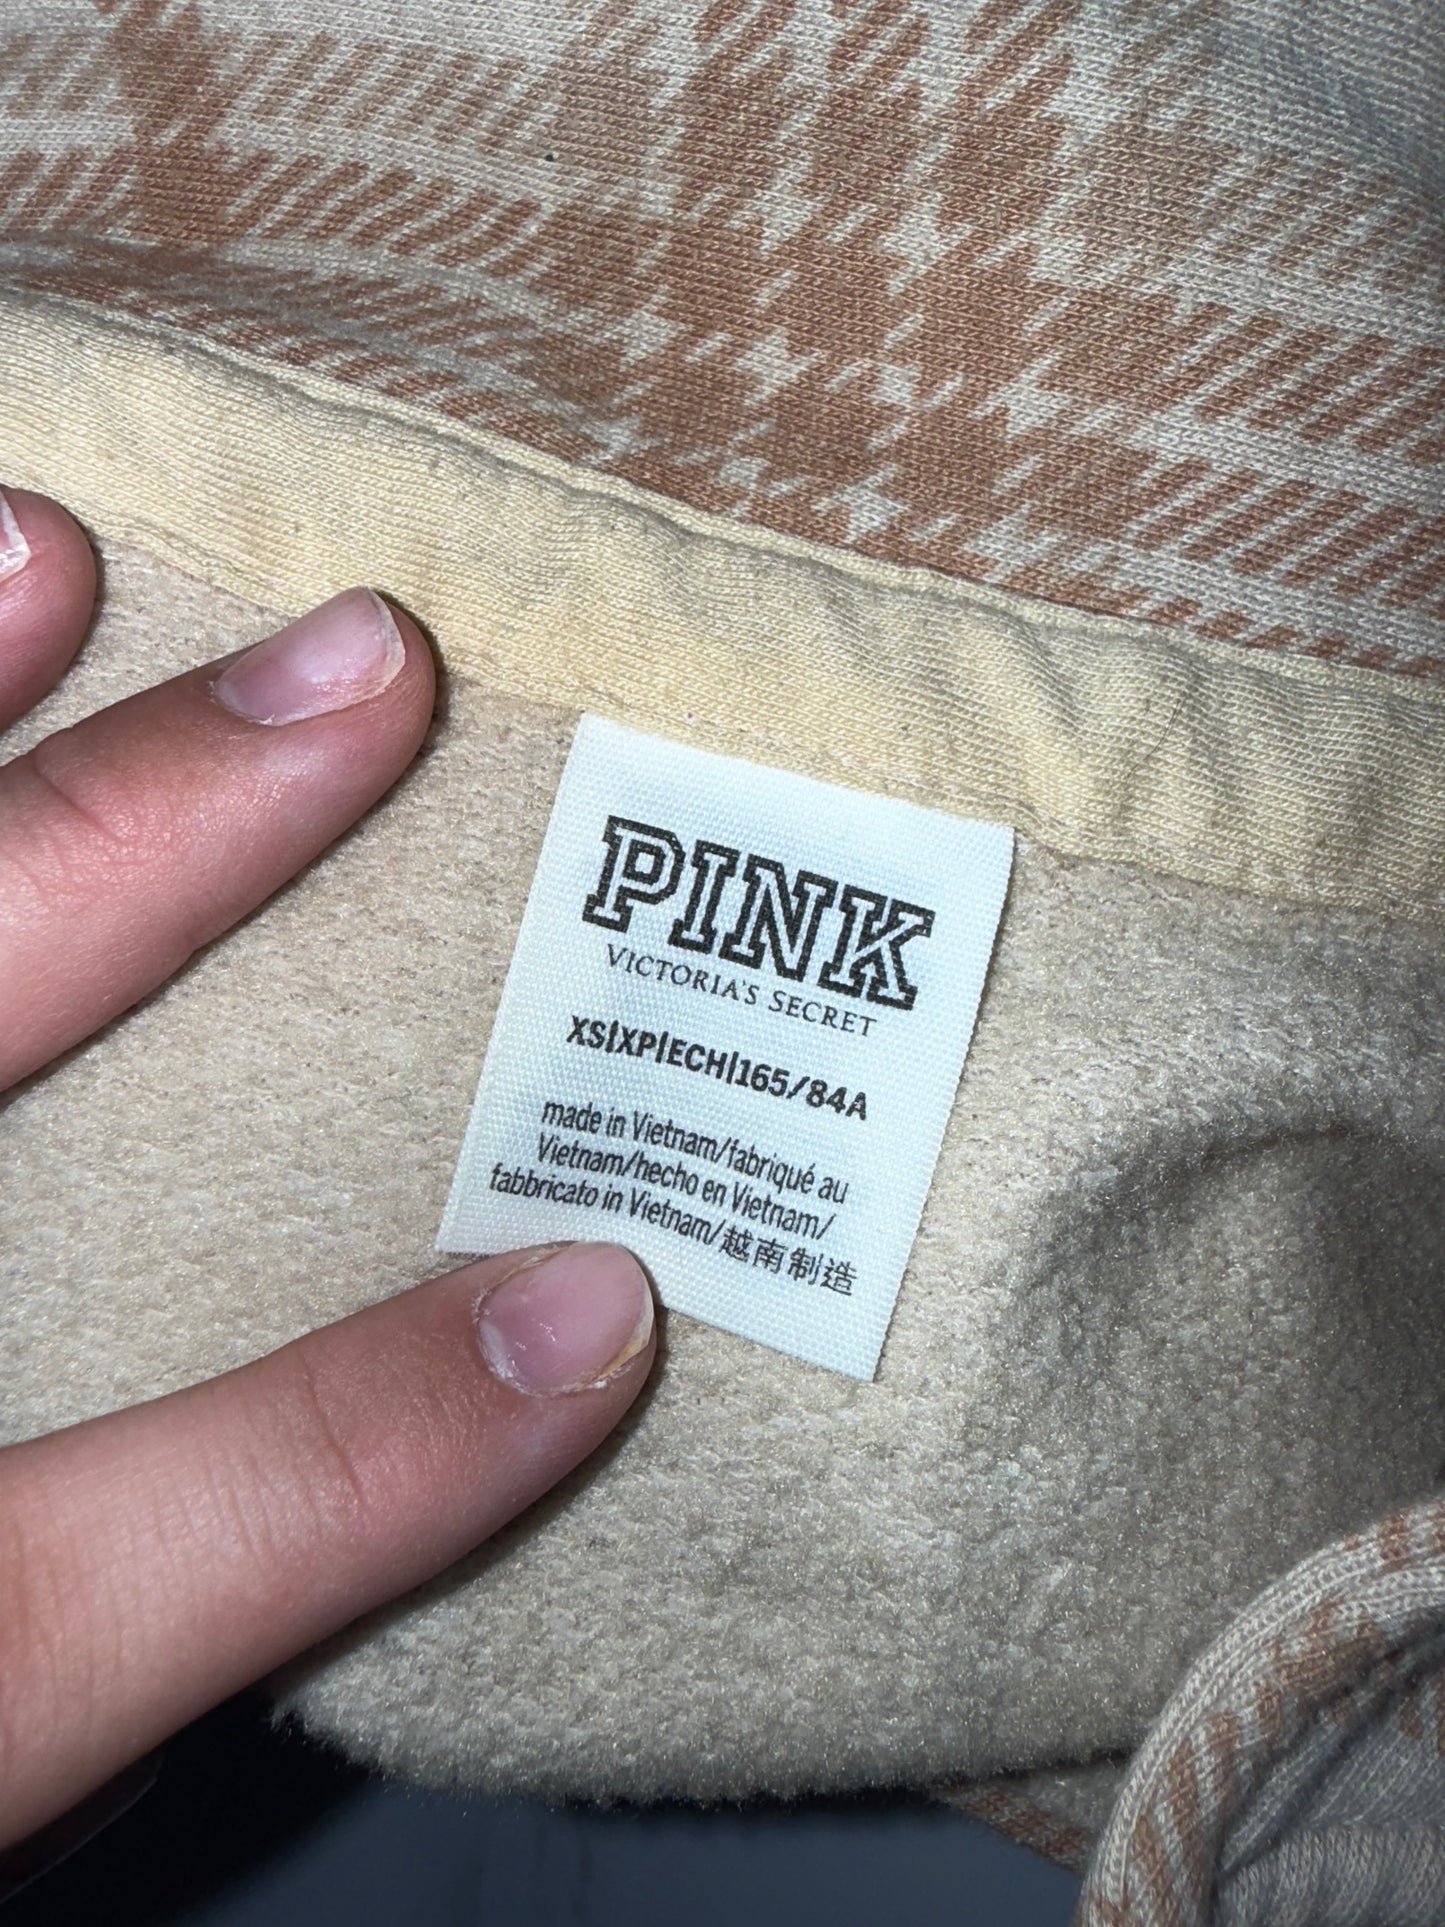 PINK
VICTORIA'S SECRET
XS|XP|ECH|165/84A
made in Vietnam/fabriqué au
Vietnam/hecho en Vietnam/
fabbricato in Vietnam/越南制造